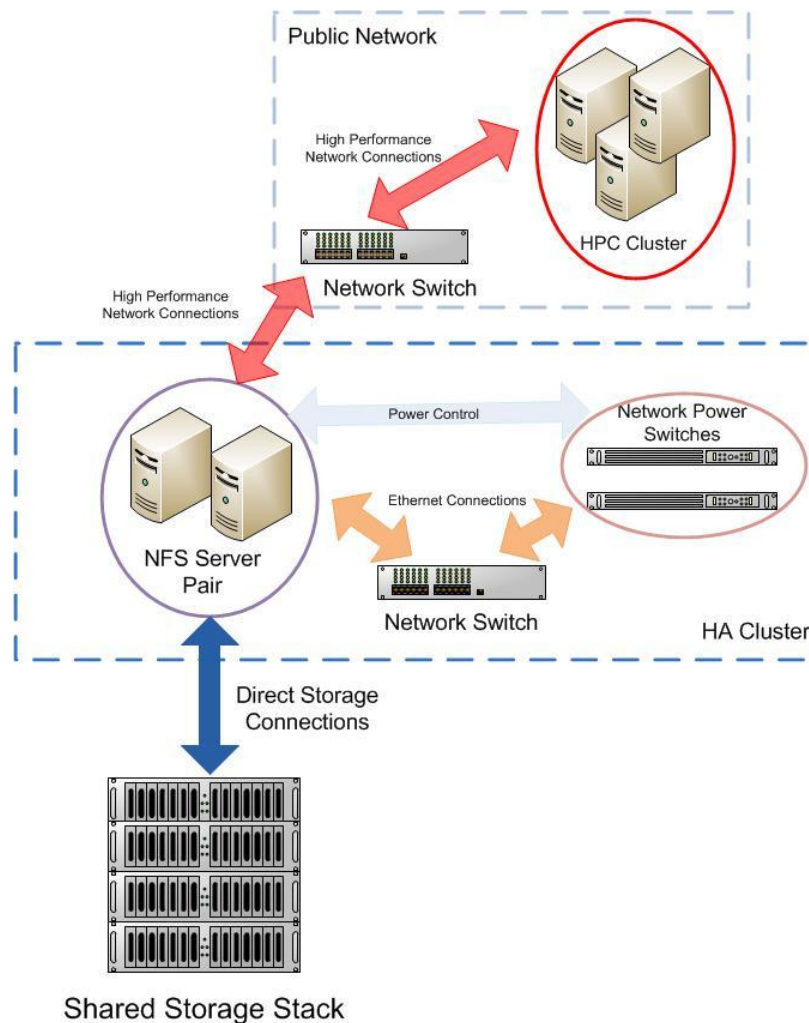 Public Network
High Performance
Network Connections
HPC Cluster
Network Switch
High Performance
Network Connections
Power Control
Network Power
Switches
Ethernet Connections
NFS Server
Pair
Network Switch
HA Cluster
Direct Storage
Connections
Shared Storage Stack